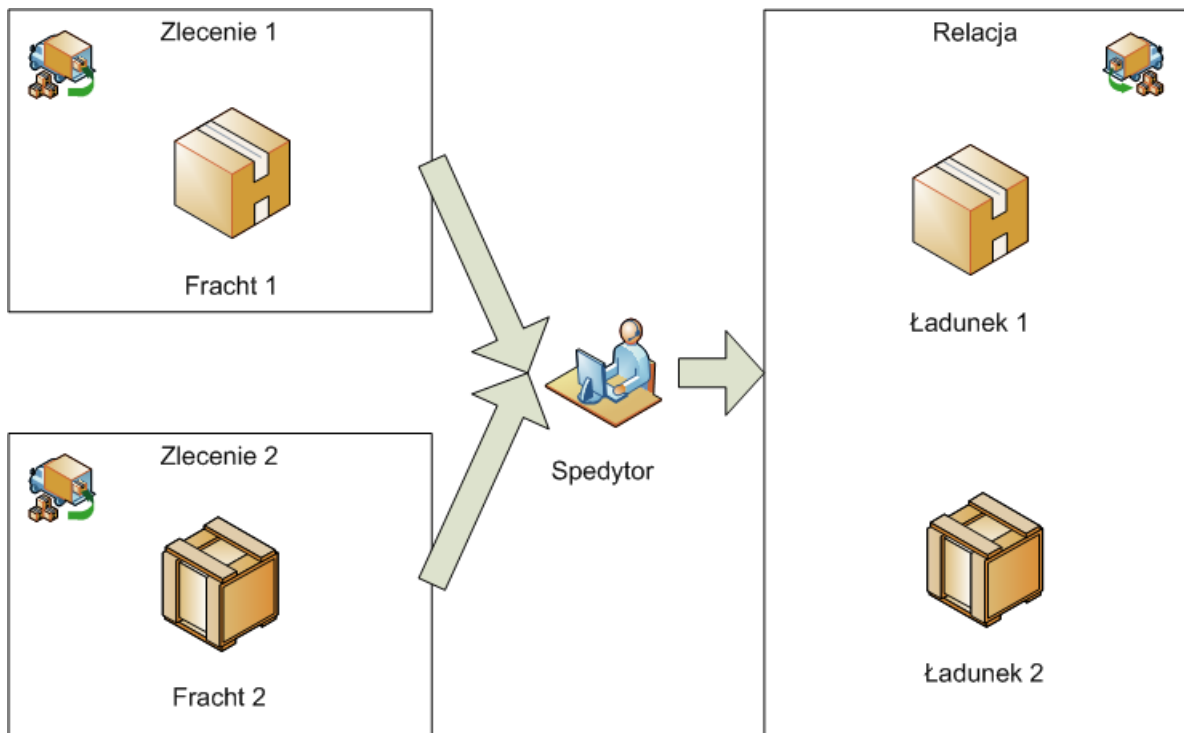 Zlecenie 1
Fracht 1
Zlecenie 2
Fracht 2
Spedytor
Relacja
Ładunek 1
Ładunek 2